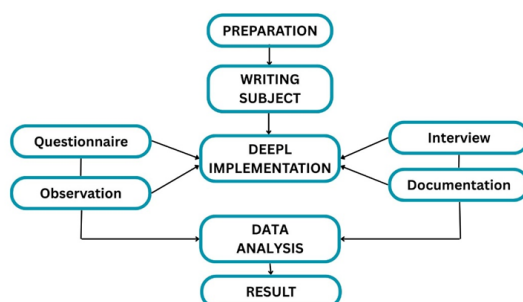 PREPARATION
WRITING
SUBJECT
Questionnaire
DEEPL
IMPLEMENTATION
Interview
Observation
Documentation
DATA
ANALYSIS
RESULT